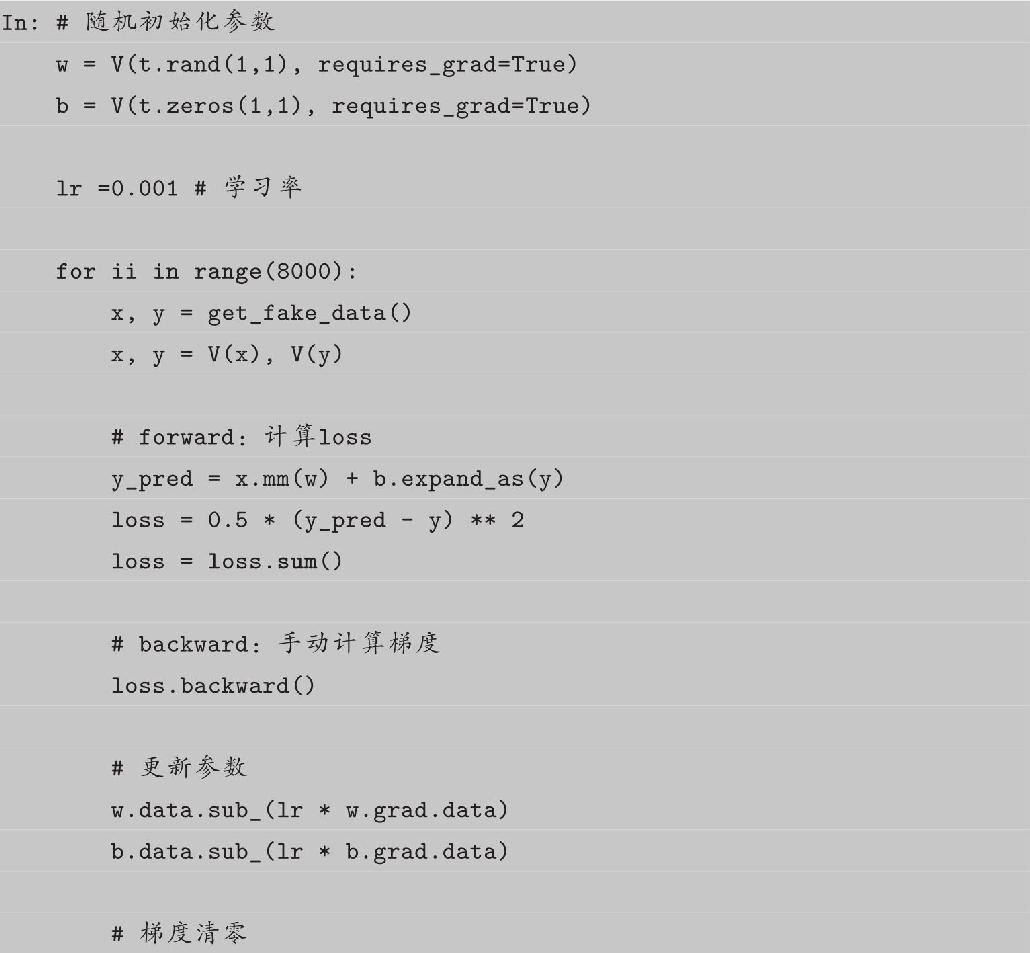 In: # 随机初始化参数
w = V(t.rand(1,1), requires_grad=True)
b = V(t.zeros(1,1), requires_grad=True)
lr =0.001 # 学习率
for ii in range(8000):
x, y = get_fake_data()
x, y = V(x), V(y)
# forward：计算loss
y_pred = x.mm(w) + b.expand_as(y)
loss = 0.5 * (y_pred - y) ** 2
loss = loss.sum()
# backward：手动计算梯度
loss.backward()
# 更新参数
w.data.sub_(lr * w.grad.data)
b.data.sub_(lr * b.grad.data)
# 梯度清零